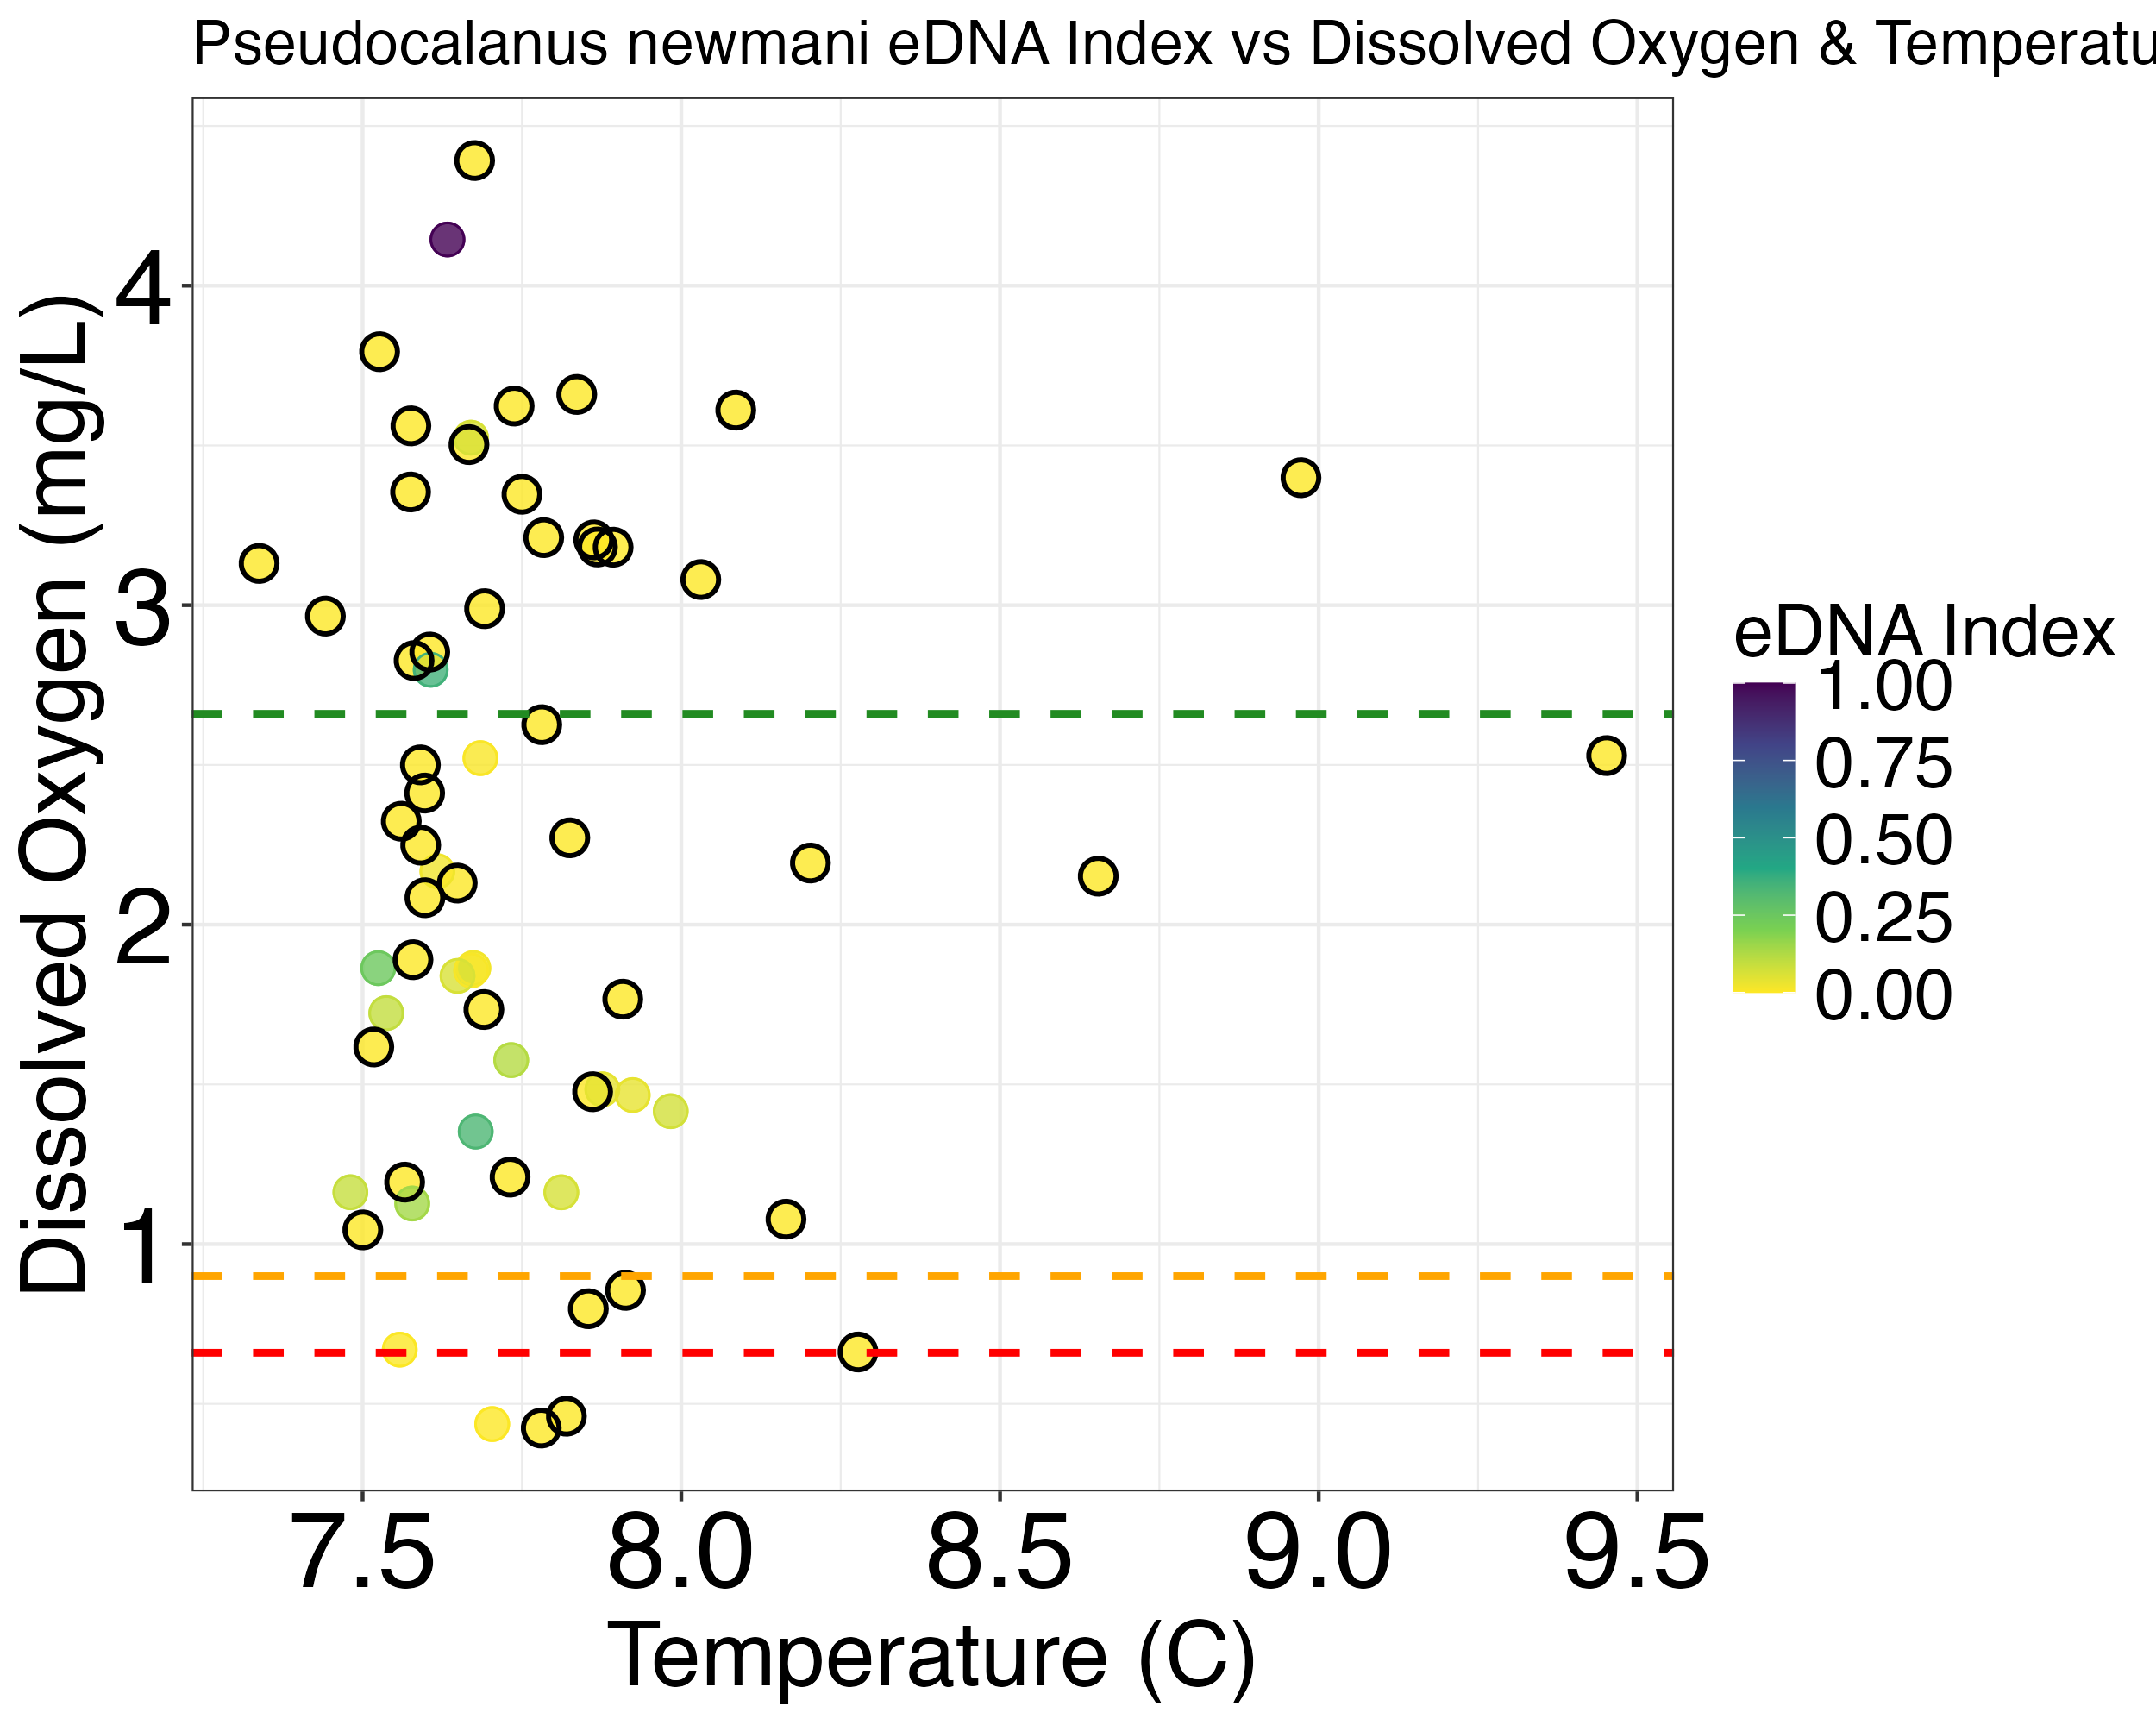 Pseudocalanus newmani eDNA Index vs Dissolved Oxygen & Temperatu
Dissolved Oxygen (mg/L)
4
3
2
1
7.5 8.0 8.5 9.0 9.5
Temperature (C)
eDNA Index
1.00
0.75
0.50
0.25
0.00